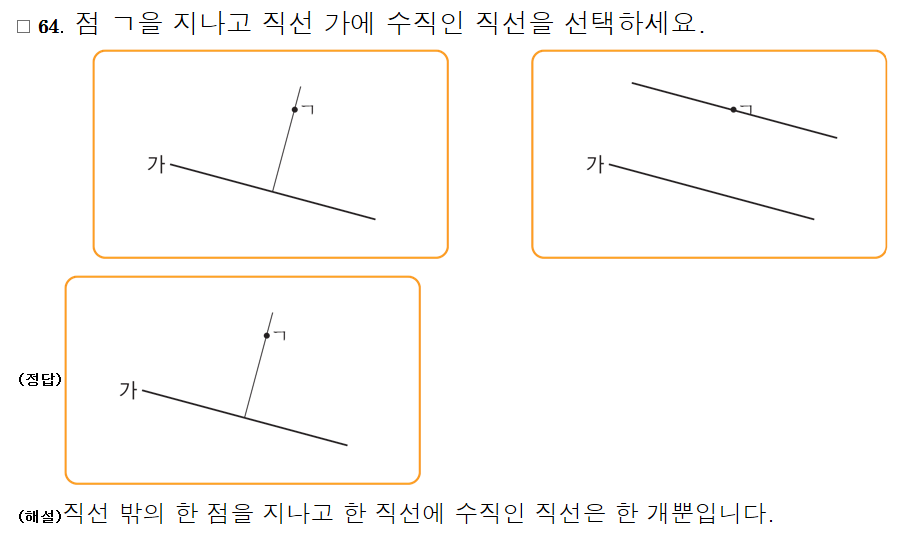 □ 64. 점 ㄱ을 지나고 직선 가에 수직인 직선을 선택하세요.
ㄱ
가
ㄱ
가
ㄱ
(정답)
가
(해설)직선 밖의 한 점을 지나고 한 직선에 수직인 직선은 한 개뿐입니다.